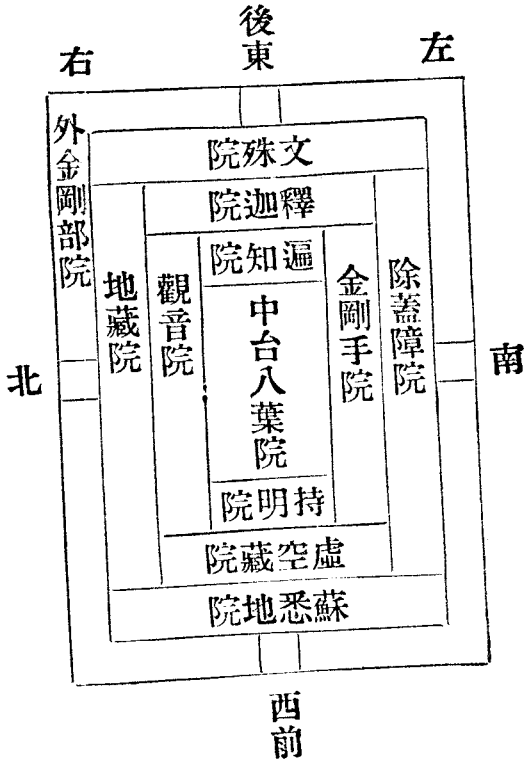 後東
左
右
外金剛部院
文殊院
釋迦院
遍知院
除蓋障院
金剛手院
中台八葉院
觀音院
地藏院
南
北
持明院
虛空藏院
蘇悉地院
西前